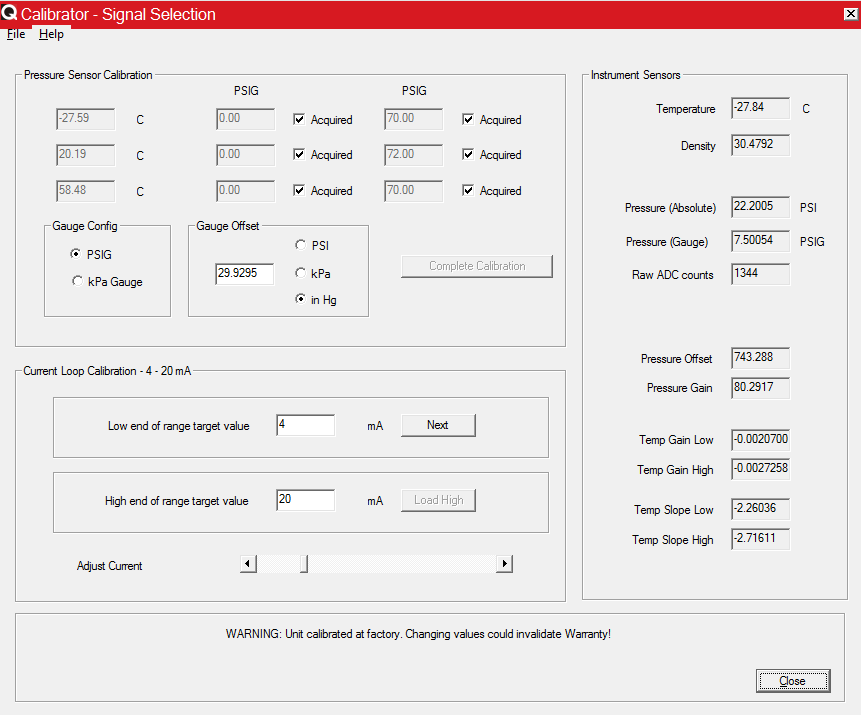 Calibrator - Signal Selection
File Help
Pressure Sensor Calibration
PSIG PSIG
-27.59 C 0.00 Acquired 70.00 Acquired
20.19 C 0.00 Acquired 72.00 Acquired
58.48 C 0.00 Acquired 70.00 Acquired
Gauge Config
PSIG
kPa Gauge
Gauge Offset
29.9295
PSI
kPa
in Hg
Complete Calibration
Current Loop Calibration - 4 - 20 mA
Low end of range target value 4 mA Next
High end of range target value 20 mA Load High
Adjust Current
Instrument Sensors
Temperature -27.84 C
Density 30.4792
Pressure (Absolute) 22.2005 PSI
Pressure (Gauge) 7.50054 PSIG
Raw ADC counts 1344
Pressure Offset 743.288
Pressure Gain 80.2917
Temp Gain Low -0.0020700
Temp Gain High -0.0027258
Temp Slope Low -2.26036
Temp Slope High -2.71611
WARNING: Unit calibrated at factory. Changing values could invalidate Warranty!
Close